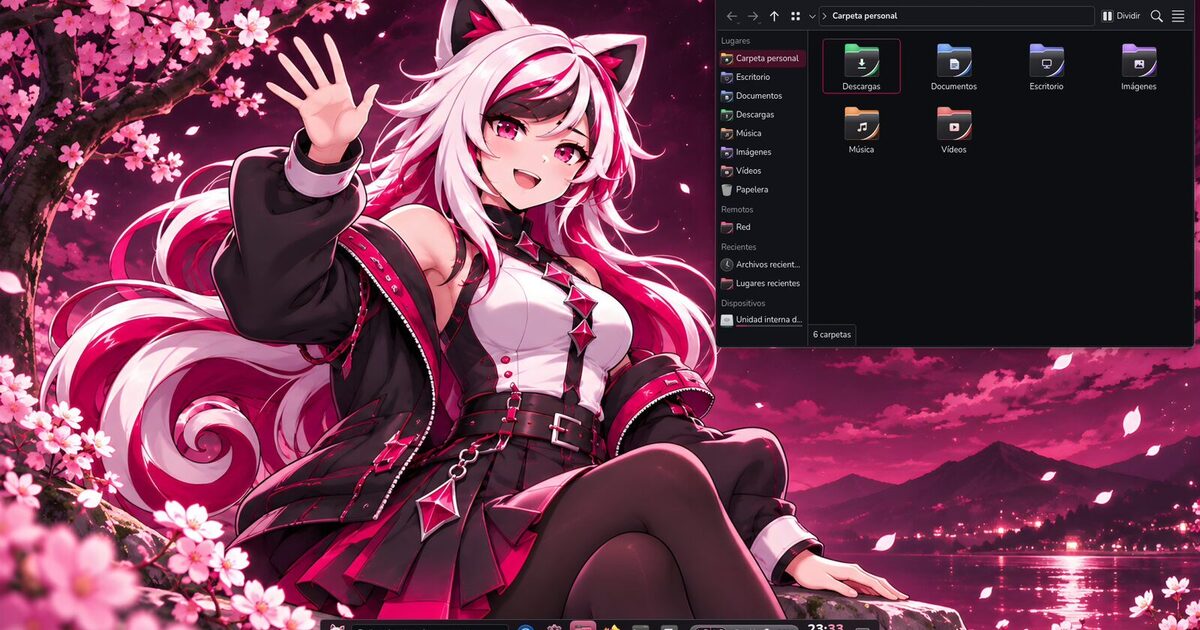 Carpeta personal
Dividir
Lugares
Carpeta personal
Escritorio
Documentos
Descargas
Música
Imágenes
Vídeos
Papelera
Remotos
Red
Recientes
Archivos recient...
Lugares recientes
Dispositivos
Unidad interna d...
Descargas
Documentos
Escritorio
Imágenes
Música
Vídeos
6 carpetas
23:33